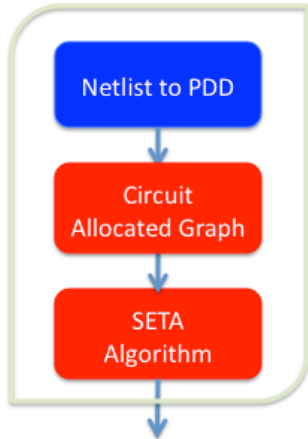 Netlist to PDD
Circuit
Allocated Graph
SETA
Algorithm